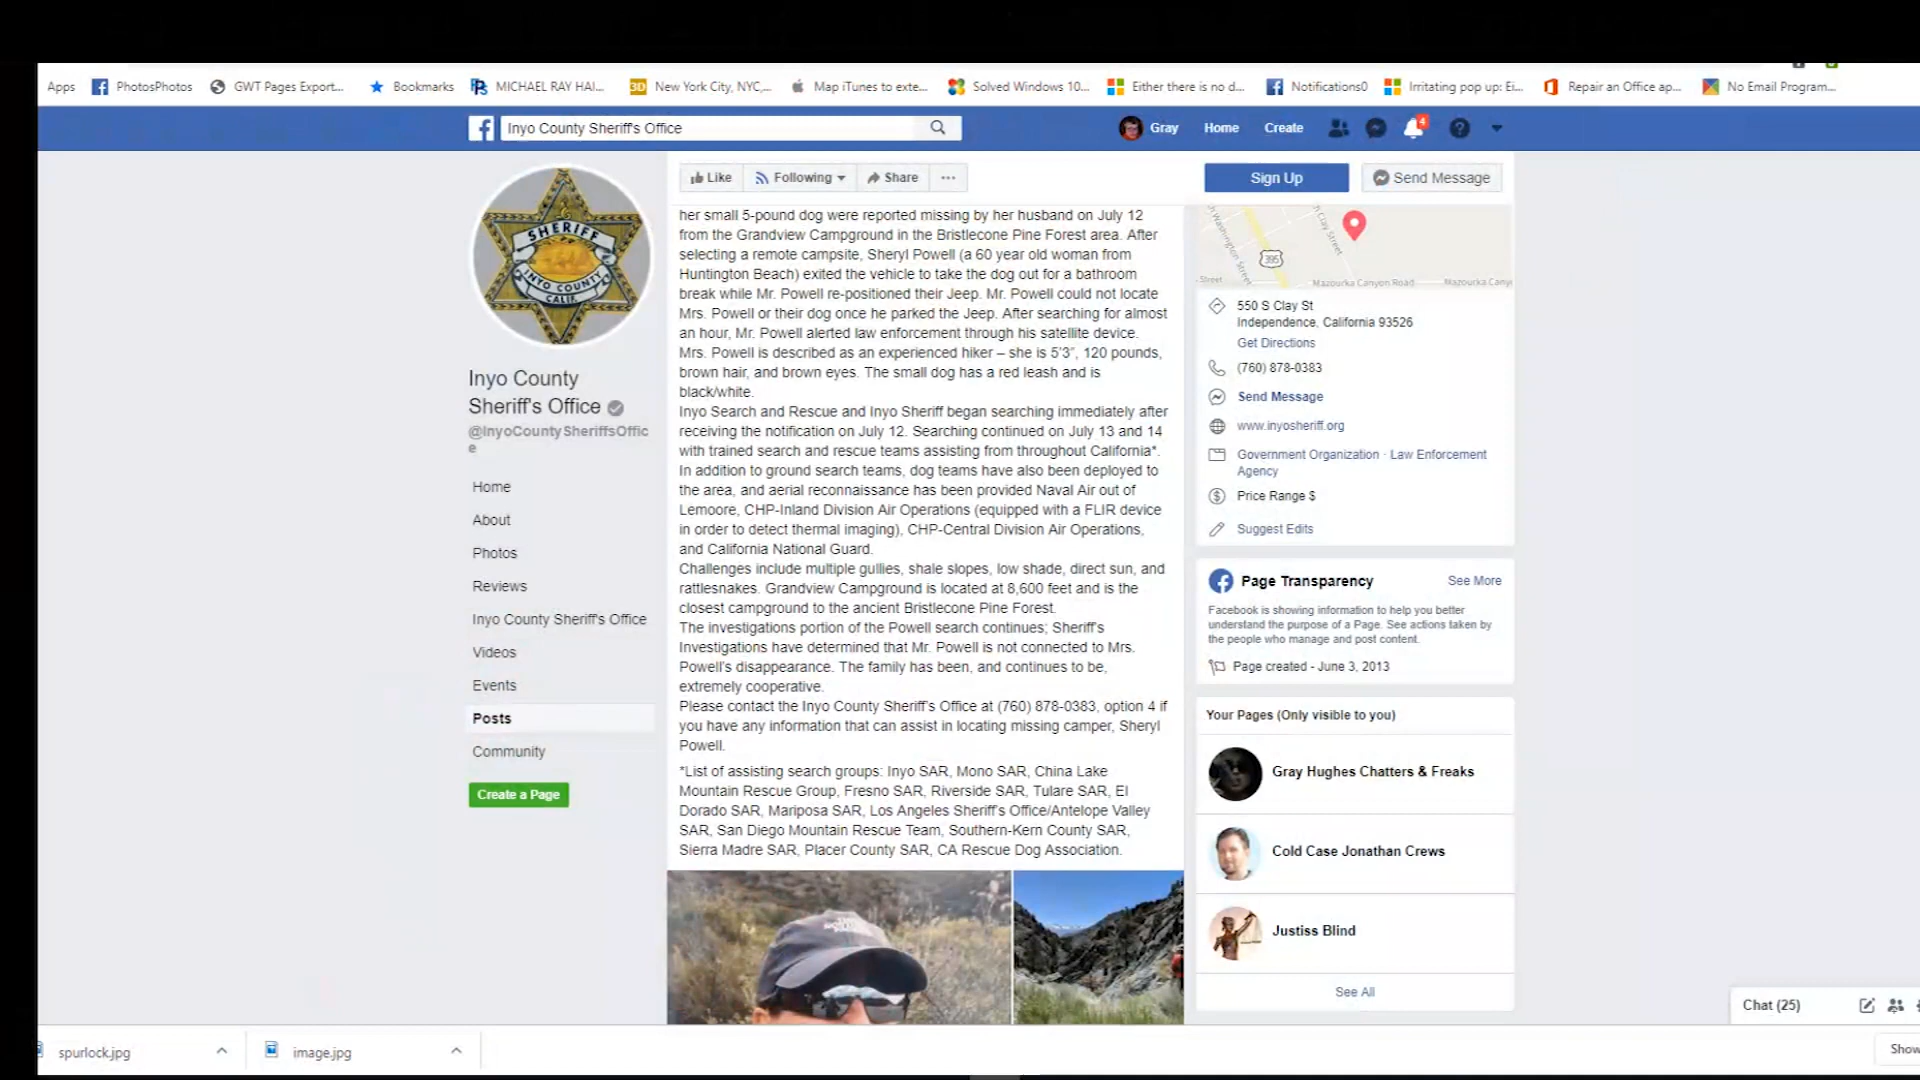 Apps PhotosPhotos GWT Pages Export... Bookmarks MICHAEL RAY HAI... New York City, NYC,... Map iTunes to exte... Solved Windows 10... Either there is no d... Notifications0 Irritating pop up: Ei... Repair an Office ap... No Email Program...
Inyo County Sheriff's Office
Gray Home Create 4
Like Following Share ...
Sign Up Send Message
SHERIFF
INYO COUNTY
CALIF.
Inyo County
Sheriff's Office
@InyoCountySheriffsOffic
e
Home
About
Photos
Reviews
Inyo County Sheriff's Office
Videos
Events
Posts
Community
Create a Page
her small 5-pound dog were reported missing by her husband on July 12
from the Grandview Campground in the Bristlecone Pine Forest area. After
selecting a remote campsite, Sheryl Powell (a 60 year old woman from
Huntington Beach) exited the vehicle to take the dog out for a bathroom
break while Mr. Powell re-positioned their Jeep. Mr. Powell could not locate
Mrs. Powell or their dog once he parked the Jeep. After searching for almost
an hour, Mr. Powell alerted law enforcement through his satellite device.
Mrs. Powell is described as an experienced hiker – she is 5'3", 120 pounds,
brown hair, and brown eyes. The small dog has a red leash and is
black/white.
Inyo Search and Rescue and Inyo Sheriff began searching immediately after
receiving the notification on July 12. Searching continued on July 13 and 14
with trained search and rescue teams assisting from throughout California*.
In addition to ground search teams, dog teams have also been deployed to
the area, and aerial reconnaissance has been provided Naval Air out of
Lemoore, CHP-Inland Division Air Operations (equipped with a FLIR device
in order to detect thermal imaging), CHP-Central Division Air Operations,
and California National Guard.
Challenges include multiple gullies, shale slopes, low shade, direct sun, and
rattlesnakes. Grandview Campground is located at 8,600 feet and is the
closest campground to the ancient Bristlecone Pine Forest.
The investigations portion of the Powell search continues; Sheriff's
Investigations have determined that Mr. Powell is not connected to Mrs.
Powell's disappearance. The family has been, and continues to be,
extremely cooperative.
Please contact the Inyo County Sheriff's Office at (760) 878-0383, option 4 if
you have any information that can assist in locating missing camper, Sheryl
Powell.
*List of assisting search groups: Inyo SAR, Mono SAR, China Lake
Mountain Rescue Group, Fresno SAR, Riverside SAR, Tulare SAR, El
Dorado SAR, Mariposa SAR, Los Angeles Sheriff's Office/Antelope Valley
SAR, San Diego Mountain Rescue Team, Southern-Kern County SAR,
Sierra Madre SAR, Placer County SAR, CA Rescue Dog Association.
Washington Street
Clay Street
395
Street
Mazourka Canyon Road Mazourka Cany
550 S Clay St
Independence, California 93526
Get Directions
(760) 878-0383
Send Message
www.inyosheriff.org
Government Organization · Law Enforcement
Agency
Price Range $
Suggest Edits
Page Transparency See More
Facebook is showing information to help you better
understand the purpose of a Page. See actions taken by
the people who manage and post content.
Page created - June 3, 2013
Your Pages (Only visible to you)
Gray Hughes Chatters & Freaks
Cold Case Jonathan Crews
Justiss Blind
See All
Chat (25)
spurlock.jpg image.jpg Show